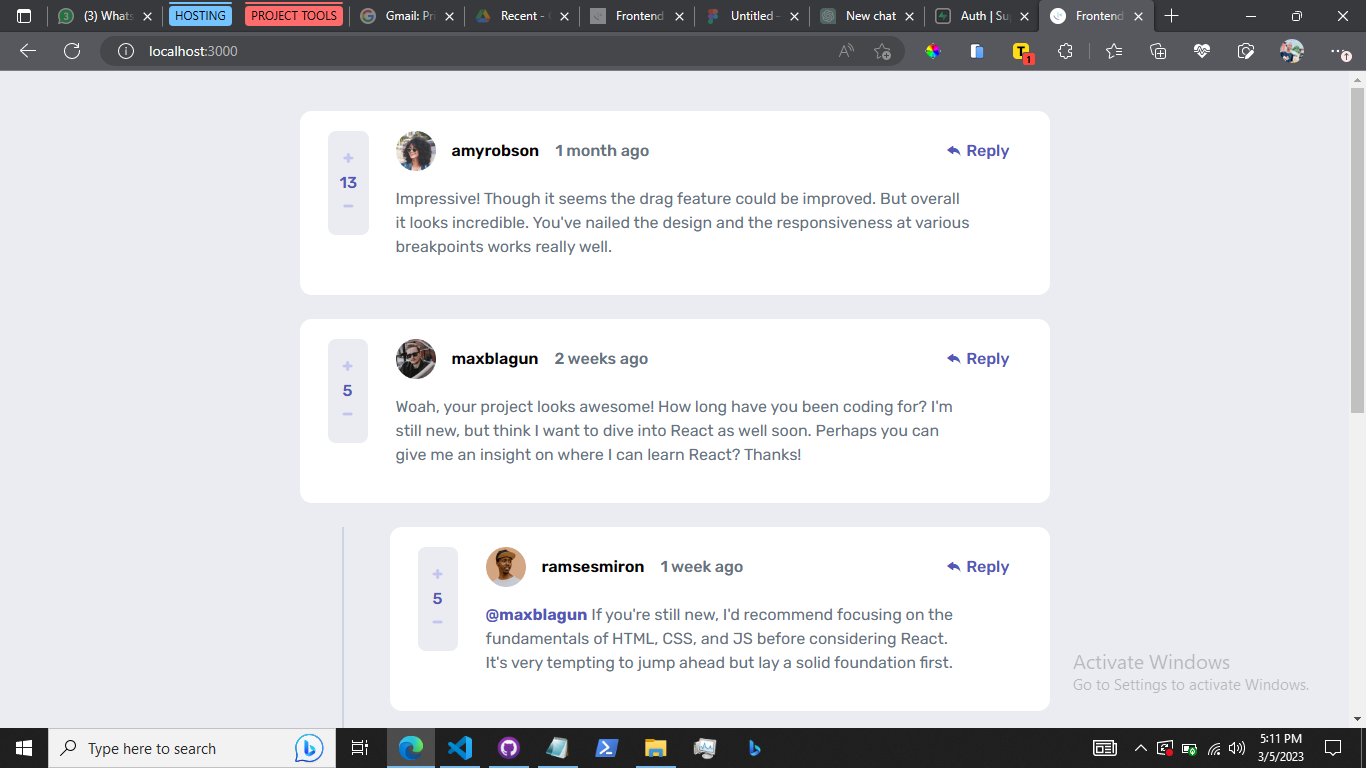 (3) Whats
HOSTING
PROJECT TOOLS
Gmail: Pri
Recent -
Frontend
Untitled -
New chat
Auth | Sup
Frontend
localhost:3000
1
amyrobson 1 month ago Reply
+
13
−
Impressive! Though it seems the drag feature could be improved. But overall
it looks incredible. You've nailed the design and the responsiveness at various
breakpoints works really well.
maxblagun 2 weeks ago Reply
+
5
−
Woah, your project looks awesome! How long have you been coding for? I'm
still new, but think I want to dive into React as well soon. Perhaps you can
give me an insight on where I can learn React? Thanks!
ramsesmiron 1 week ago Reply
+
5
−
@maxblagun If you're still new, I'd recommend focusing on the
fundamentals of HTML, CSS, and JS before considering React.
It's very tempting to jump ahead but lay a solid foundation first.
Activate Windows
Go to Settings to activate Windows.
Type here to search
5:11 PM
3/5/2023